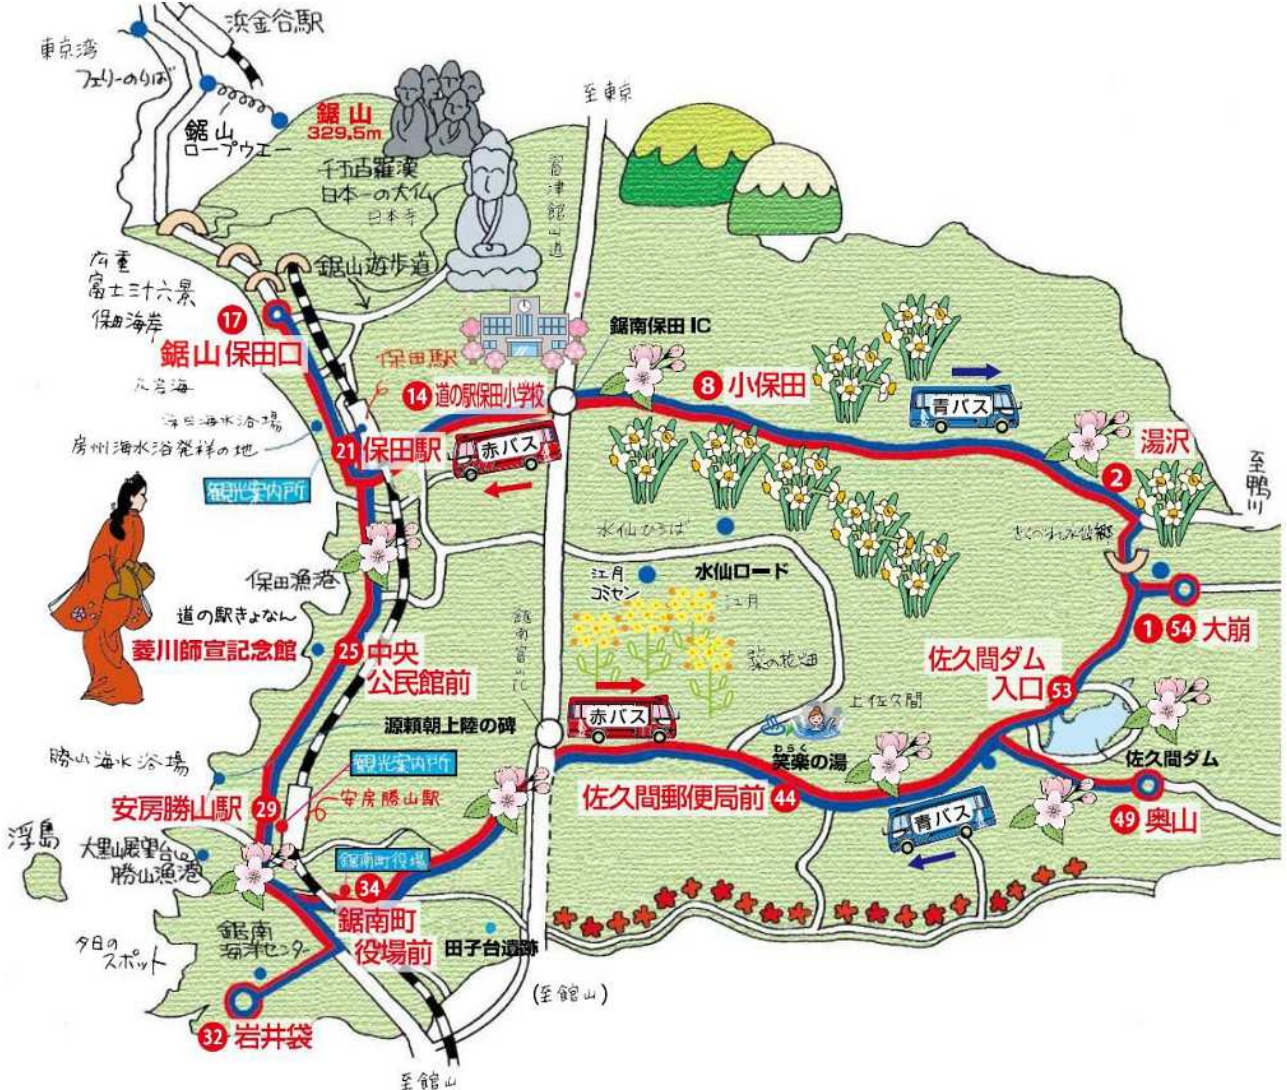 浜金谷駅
東京湾
フェリーのりば
鋸山
ロープウエー
鋸山
329.5m
千五百羅漢
日本一の大仏
日本寺
至東京
富津館山道
鋸山遊歩道
広重
富士三十六景
保田海岸
17
鋸山保田口
保田駅
14 道の駅保田小学校
鋸南保田IC
8 小保田
青バス
湯沢
2
至鴨川
房州海水浴発祥の地
21 保田駅
赤バス
観光案内所
水仙ひろば
保田漁港
江月
コミセン
水仙ロード
江月
道の駅きょなん
菱川師宣記念館
25 中央
公民館前
鋸南富山IC
菜の花畑
佐久間ダム
入口
53
1 54 大崩
赤バス
上佐久間
源頼朝上陸の碑
わらく
笑楽の湯
佐久間ダム
勝山海水浴場
観光案内所
安房勝山駅
29
安房勝山駅
佐久間郵便局前 44
青バス
49 奥山
浮島
大黒山展望台
勝山漁港
鋸南町役場
34
鋸南町
役場前
鋸南
海洋センター
田子台遺跡
夕日の
スポット
(至館山)
32 岩井袋
至館山